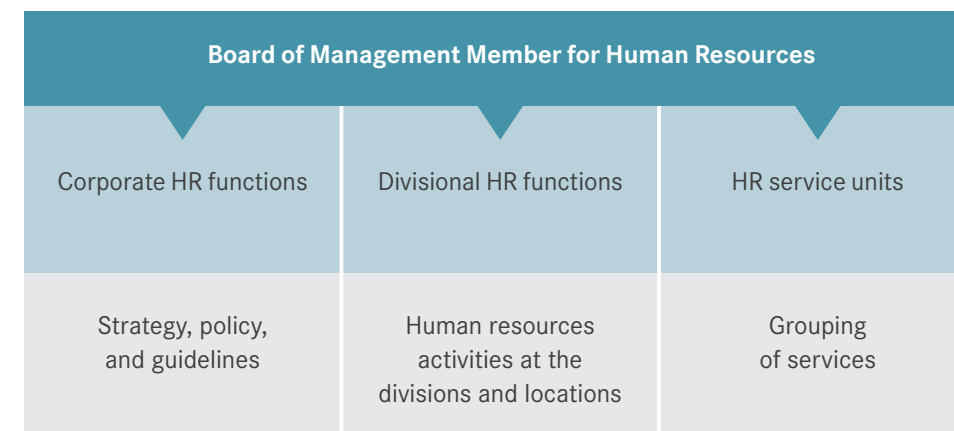 Board of Management Member for Human Resources
Corporate HR functions
Divisional HR functions
HR service units
Strategy, policy,
and guidelines
Human resources
activities at the
divisions and locations
Grouping
of services